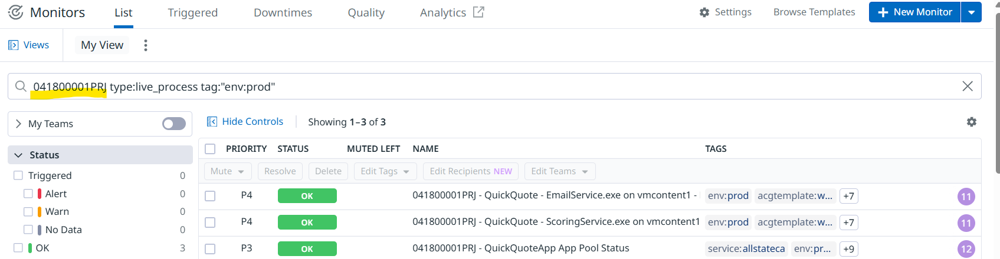 Monitors List Triggered Downtimes Quality Analytics Settings Browse Templates New Monitor
Views My View
041800001PRJ type:live_process tag:"env:prod"
My Teams Hide Controls Showing 1–3 of 3
Status PRIORITY STATUS MUTED LEFT NAME TAGS
Triggered 0 Mute Resolve Delete Edit Tags Edit Recipients NEW Edit Teams
Alert 0 P4 OK 041800001PRJ - QuickQuote - EmailService.exe on vmcontent1 - env:prod acgtemplate:w... +7 11
Warn 0 P4 OK 041800001PRJ - QuickQuote - ScoringService.exe on vmcontent1 env:prod acgtemplate:w... +7 11
No Data 0
OK 3 P3 OK 041800001PRJ - QuickQuoteApp App Pool Status service:allstateca env:pr... +9 12